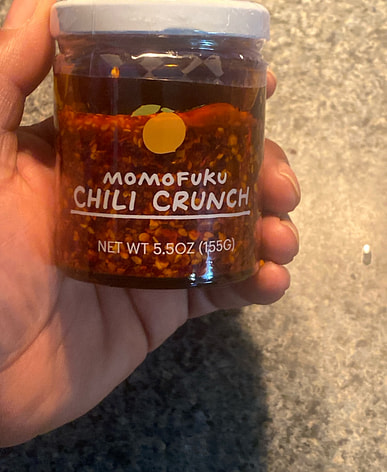 MOMOFUKU
CHILI CRUNCH
NET WT 5.5OZ (155G)